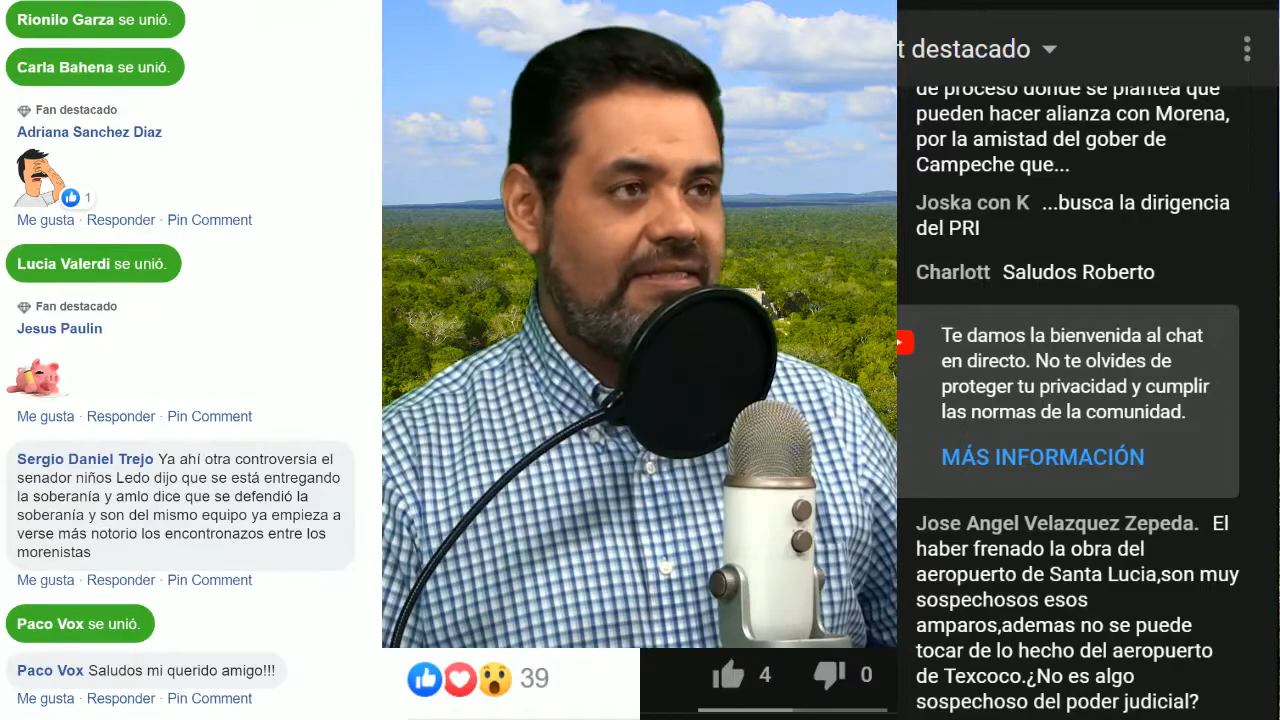 Rionilo Garza se unió.
Carla Bahena se unió.
Fan destacado
Adriana Sanchez Diaz
1
Me gusta · Responder · Pin Comment
Lucia Valerdi se unió.
Fan destacado
Jesus Paulin
Me gusta · Responder · Pin Comment
Sergio Daniel Trejo Ya ahí otra controversia el
senador niños Ledo dijo que se está entregando
la soberanía y amlo dice que se defendió la
soberanía y son del mismo equipo ya empieza a
verse más notorio los encontronazos entre los
morenistas
Me gusta · Responder · Pin Comment
Paco Vox se unió.
Paco Vox Saludos mi querido amigo!!!
Me gusta · Responder · Pin Comment
39
4
0
t destacado
de proceso donde se plantea que
pueden hacer alianza con Morena,
por la amistad del gober de
Campeche que...
Joska con K ...busca la dirigencia
del PRI
Charlott Saludos Roberto
Te damos la bienvenida al chat
en directo. No te olvides de
proteger tu privacidad y cumplir
las normas de la comunidad.
MÁS INFORMACIÓN
Jose Angel Velazquez Zepeda. El
haber frenado la obra del
aeropuerto de Santa Lucia,son muy
sospechosos esos
amparos,ademas no se puede
tocar de lo hecho del aeropuerto
de Texcoco.¿No es algo
sospechoso del poder judicial?